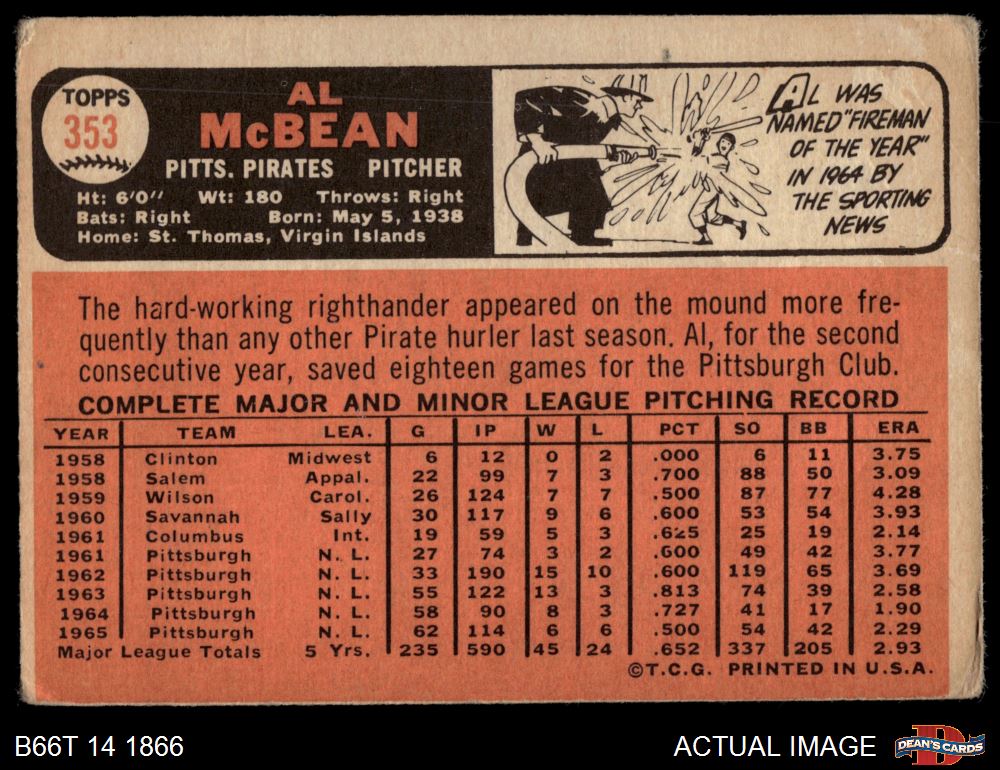 TOPPS
353
AL
McBEAN
PITTS. PIRATES PITCHER
Ht: 6'0" Wt: 180 Throws: Right
Bats: Right Born: May 5, 1938
Home: St. Thomas, Virgin Islands
AL WAS
NAMED "FIREMAN
OF THE YEAR"
IN 1964 BY
THE SPORTING
NEWS
The hard-working righthander appeared on the mound more fre-
quently than any other Pirate hurler last season. Al, for the second
consecutive year, saved eighteen games for the Pittsburgh Club.
COMPLETE MAJOR AND MINOR LEAGUE PITCHING RECORD
YEAR TEAM LEA. G IP W L PCT SO BB ERA
1958 Clinton Midwest 6 12 0 2 .000 6 11 3.75
1958 Salem Appal. 22 99 7 3 .700 88 50 3.09
1959 Wilson Carol. 26 124 7 7 .500 87 77 4.28
1960 Savannah Sally 30 117 9 6 .600 53 54 3.93
1961 Columbus Int. 19 59 5 3 .625 25 19 2.14
1961 Pittsburgh N. L. 27 74 3 2 .600 49 42 3.77
1962 Pittsburgh N. L. 33 190 15 10 .600 119 65 3.69
1963 Pittsburgh N. L. 55 122 13 3 .813 74 39 2.58
1964 Pittsburgh N. L. 58 90 8 3 .727 41 17 1.90
1965 Pittsburgh N. L. 62 114 6 6 .500 54 42 2.29
Major League Totals 5 Yrs. 235 590 45 24 .652 337 205 2.93
©T.C.G. PRINTED IN U.S.A.
B66T 14 1866
ACTUAL IMAGE
D
DEAN'S CARDS